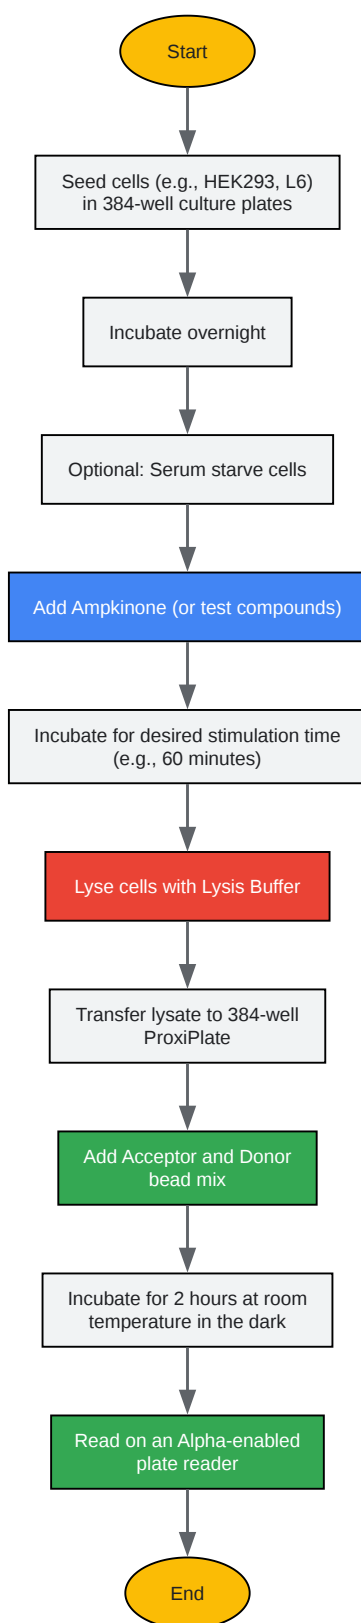 Start
Seed cells (e.g., HEK293, L6)
in 384-well culture plates
Incubate overnight
Optional: Serum starve cells
Add Ampkinone (or test compounds)
Incubate for desired stimulation time
(e.g., 60 minutes)
Lyse cells with Lysis Buffer
Transfer lysate to 384-well
ProxiPlate
Add Acceptor and Donor
bead mix
Incubate for 2 hours at room
temperature in the dark
Read on an Alpha-enabled
plate reader
End